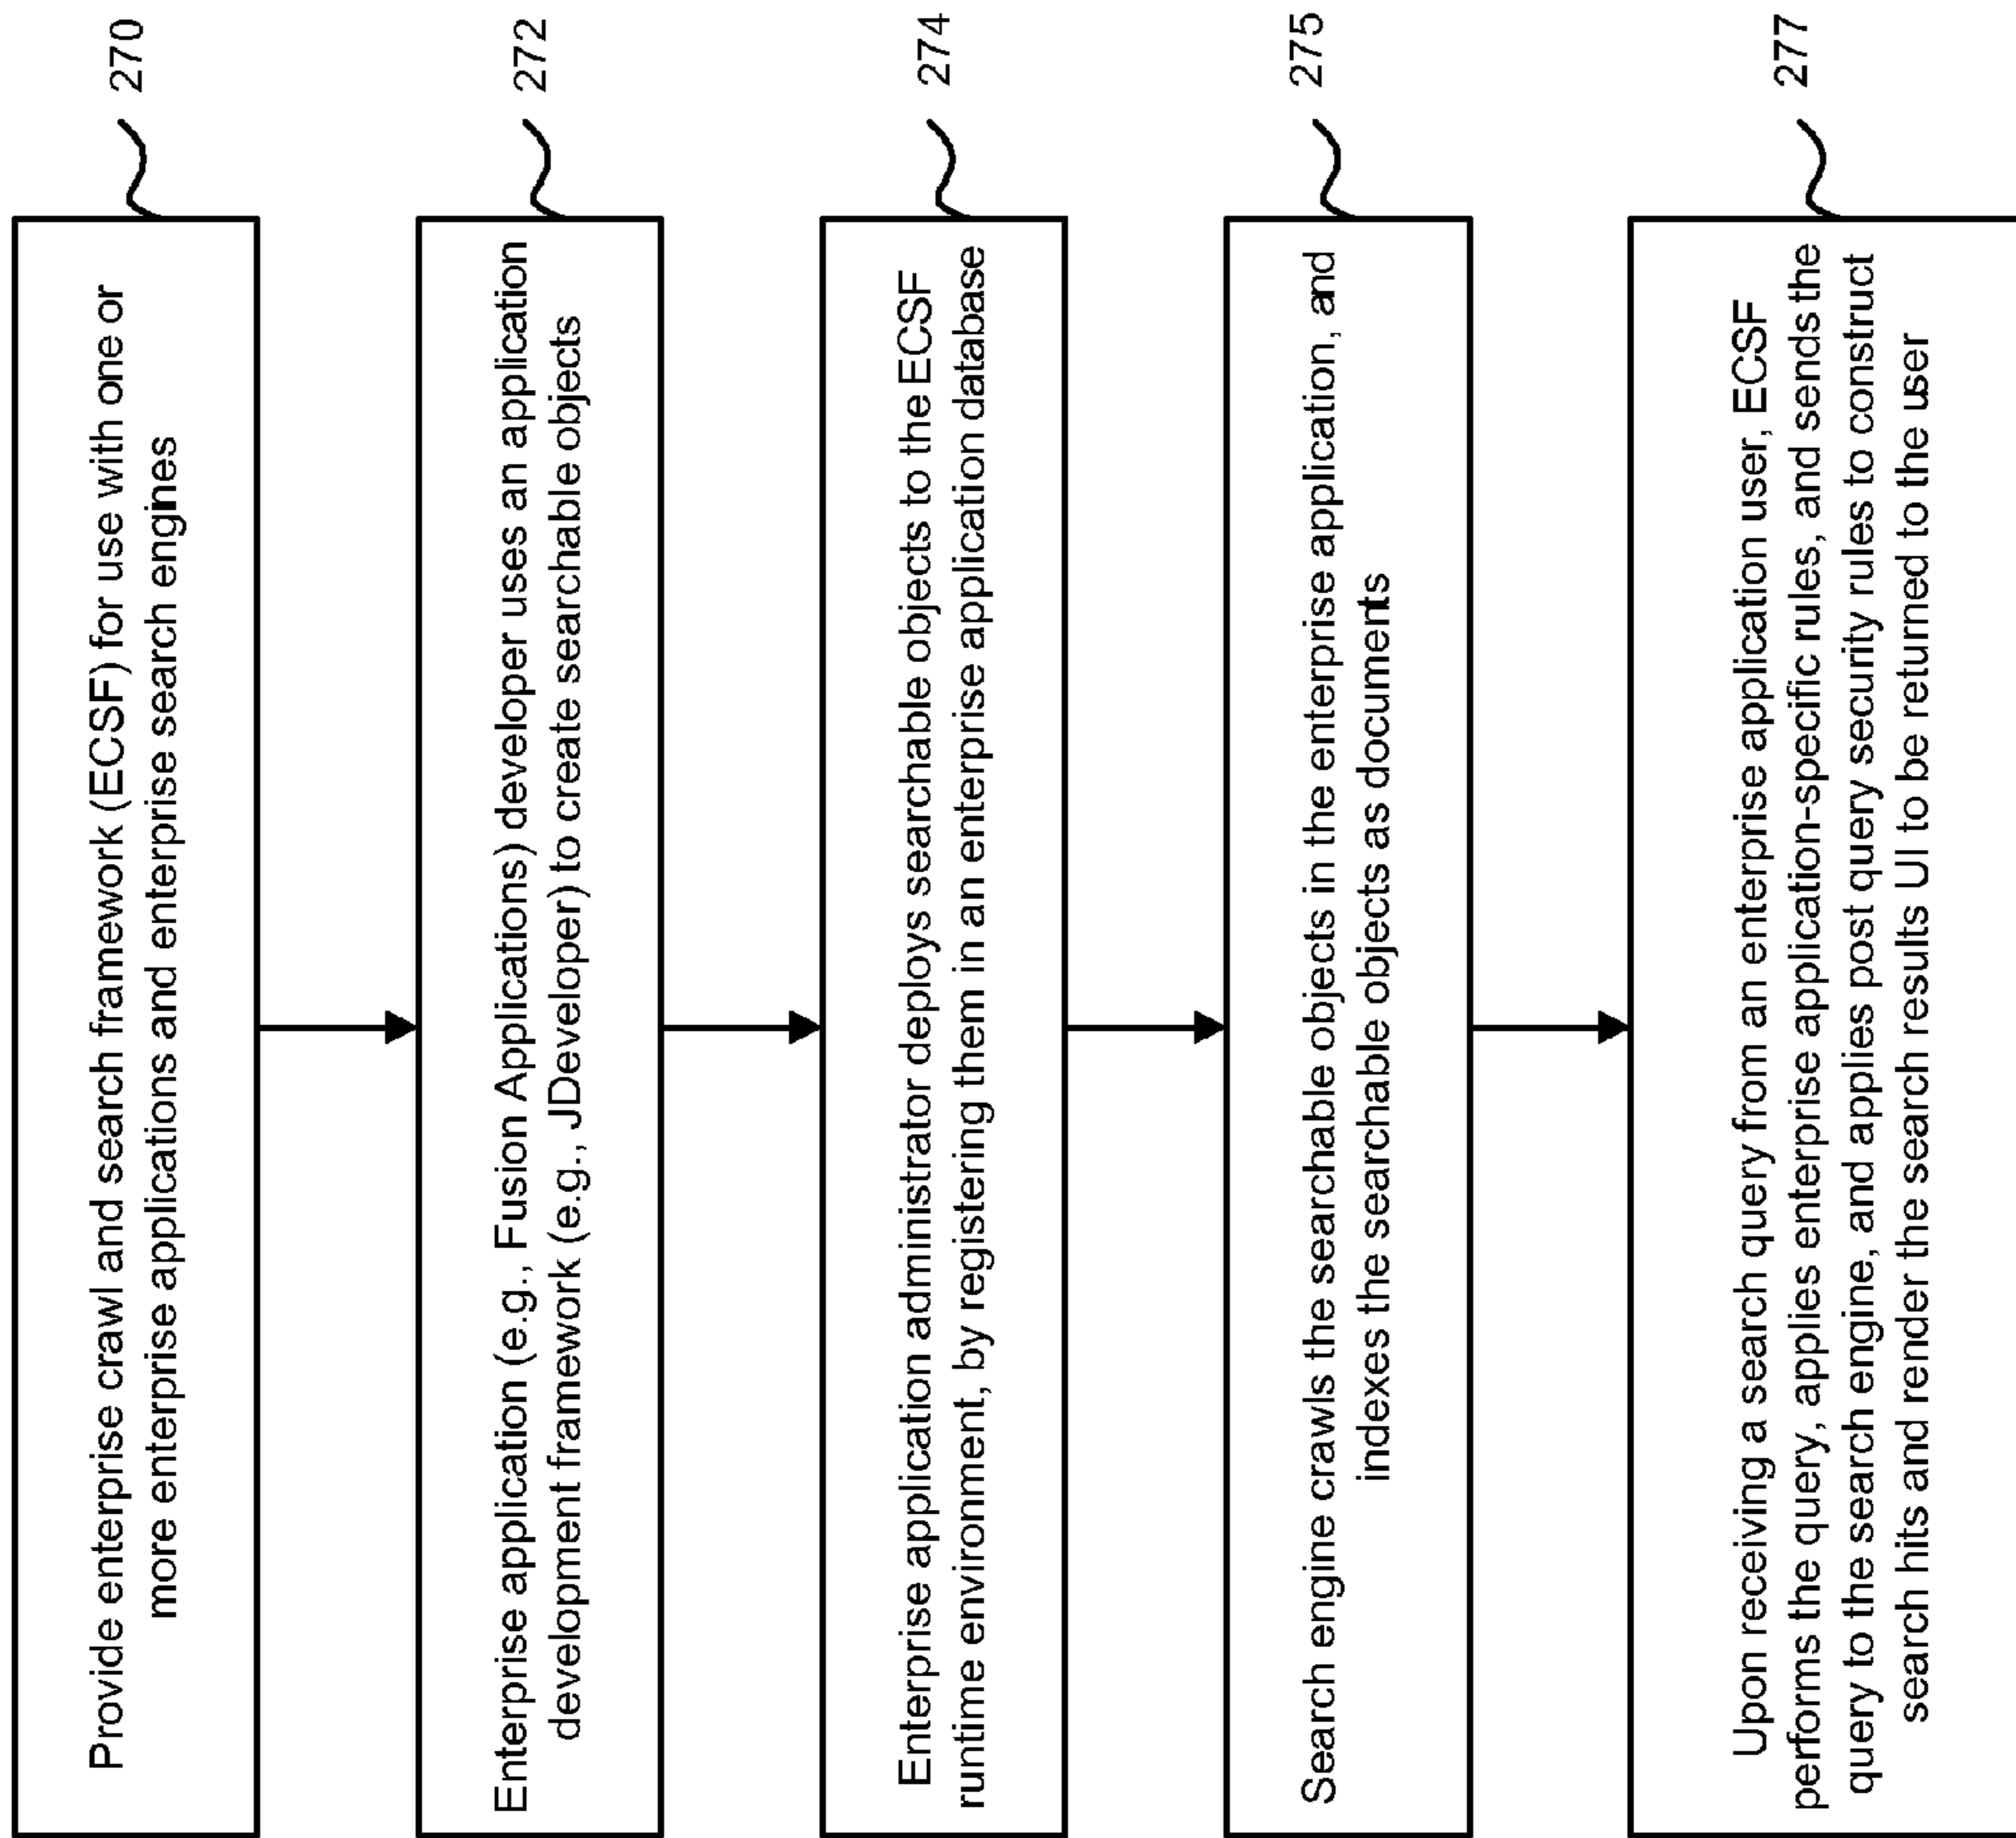 Provide enterprise crawl and search framework (ECSF) for use with one or
more enterprise applications and enterprise search engines
270
Enterprise application (e.g., Fusion Applications) developer uses an application
development framework (e.g., JDeveloper) to create searchable objects
272
Enterprise application administrator deploys searchable objects to the ECSF
runtime environment, by registering them in an enterprise application database
274
Search engine crawls the searchable objects in the enterprise application, and
indexes the searchable objects as documents
275
Upon receiving a search query from an enterprise application user, ECSF
performs the query, applies enterprise application-specific rules, and sends the
query to the search engine, and applies post query security rules to construct
search hits and render the search results UI to be returned to the user
277